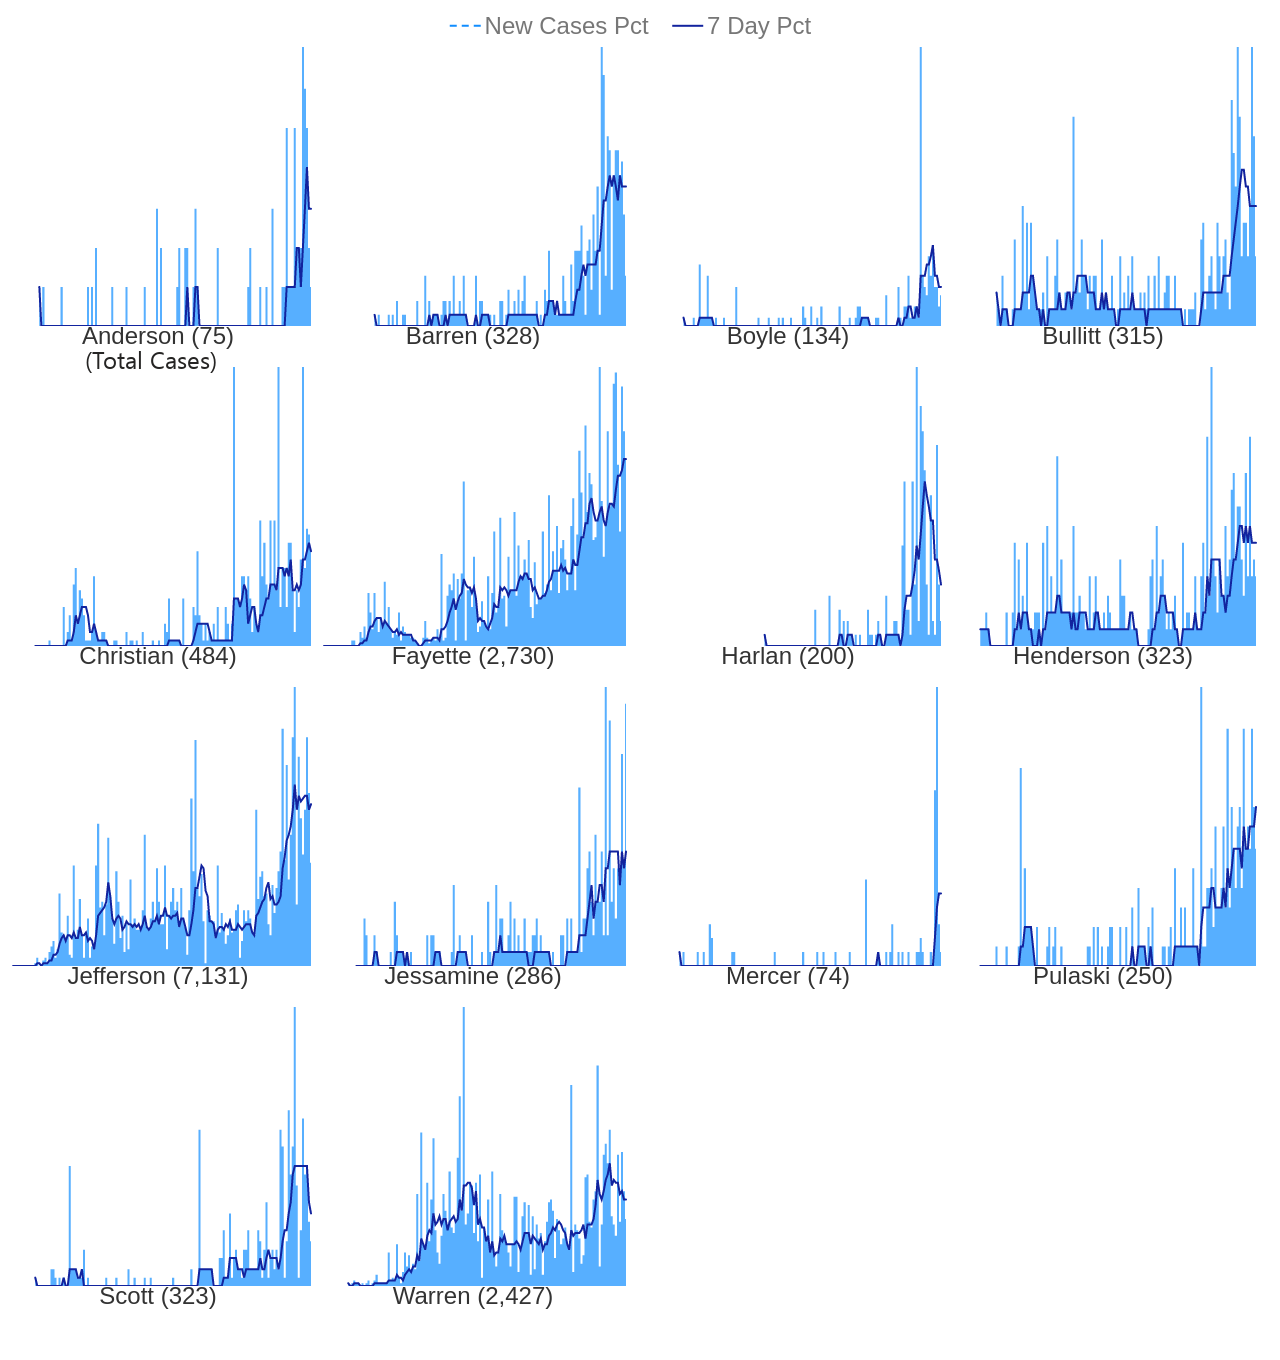 New Cases Pct 7 Day Pct
Anderson (75) Barren (328) Boyle (134) Bullitt (315)
(Total Cases)
Christian (484) Fayette (2,730) Harlan (200) Henderson (323)
Jefferson (7,131) Jessamine (286) Mercer (74) Pulaski (250)
Scott (323) Warren (2,427)